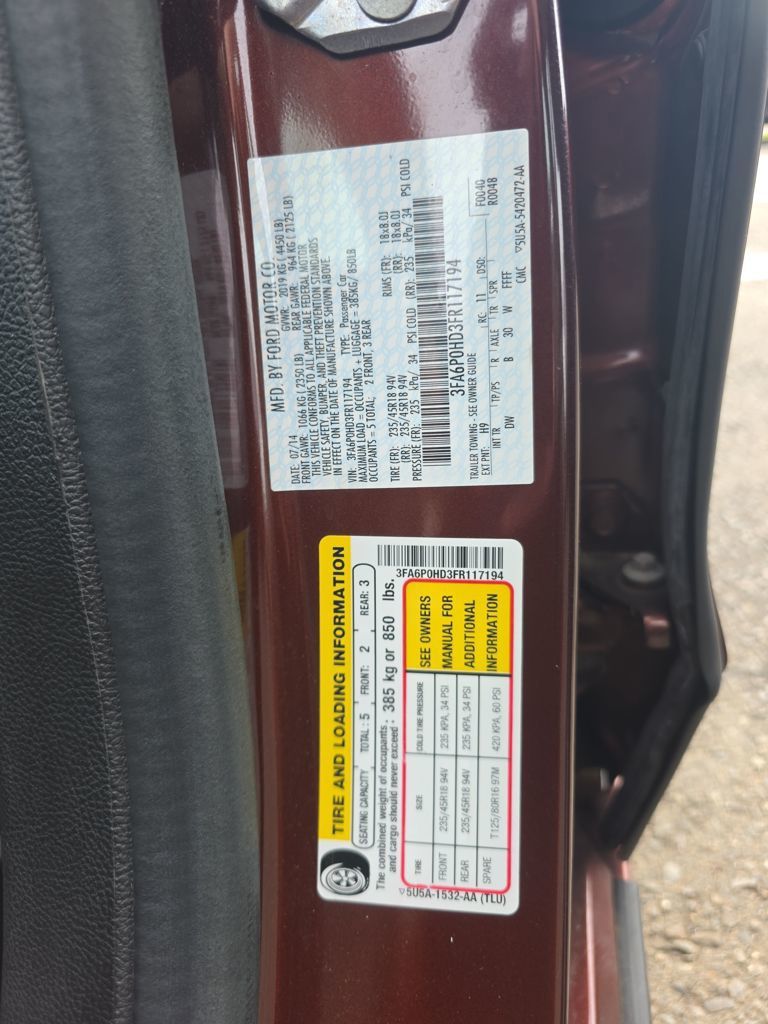 MFD. BY FORD MOTOR CO.
DATE: 07/14 GVWR: 2019 KG ( 4450 LB)
FRONT GAWR: 1066 KG ( 2350 LB) REAR GAWR: 964 KG ( 2125 LB)
THIS VEHICLE CONFORMS TO ALL APPLICABLE FEDERAL MOTOR
VEHICLE SAFETY, BUMPER, AND THEFT PREVENTION STANDARDS
IN EFFECT ON THE DATE OF MANUFACTURE SHOWN ABOVE.
VIN: 3FA6P0HD3FR117194 TYPE: Passenger Car
MAXIMUM LOAD = OCCUPANTS + LUGGAGE = 385KG/ 850LB
OCCUPANTS = 5 TOTAL; 2 FRONT, 3 REAR
TIRE (FR): 235/45R18 94V RIMS (FR): 18x8.0J
(RR): 235/45R18 94V (RR): 18x8.0J
PRESSURE (FR): 235 kPa/ 34 PSI COLD (RR): 235 kPa/ 34 PSI COLD
3FA6P0HD3FR117194
TRAILER TOWING - SEE OWNER GUIDE
F0040
R0048
EXT PNT: H9 RC: 11 DSO:
INT TR TP/PS R AXLE TR SPR
DW B 30 W FFFF
CMC ▽5U5A-5420472-AA
TIRE AND LOADING INFORMATION
SEATING CAPACITY TOTAL : 5 FRONT: 2 REAR: 3
The combined weight of occupants
and cargo should never exceed : 385 kg or 850 lbs.
3FA6P0HD3FR117194
TIRE SIZE COLD TIRE PRESSURE SEE OWNERS
FRONT 235/45R18 94V 235 KPA, 34 PSI MANUAL FOR
REAR 235/45R18 94V 235 KPA, 34 PSI ADDITIONAL
SPARE T125/80R16 97M 420 KPA, 60 PSI INFORMATION
▽5U5A-1532-AA (TLU)